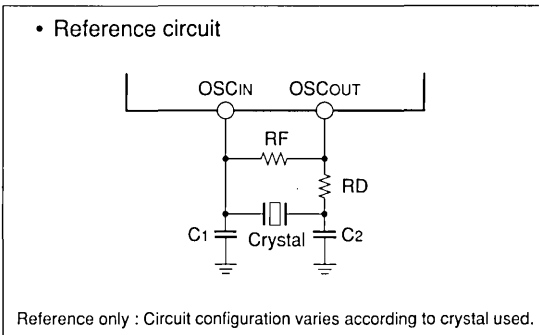 • Reference circuit
OSCIN OSCOUT
RF
RD
C1 Crystal C2
Reference only : Circuit configuration varies according to crystal used.